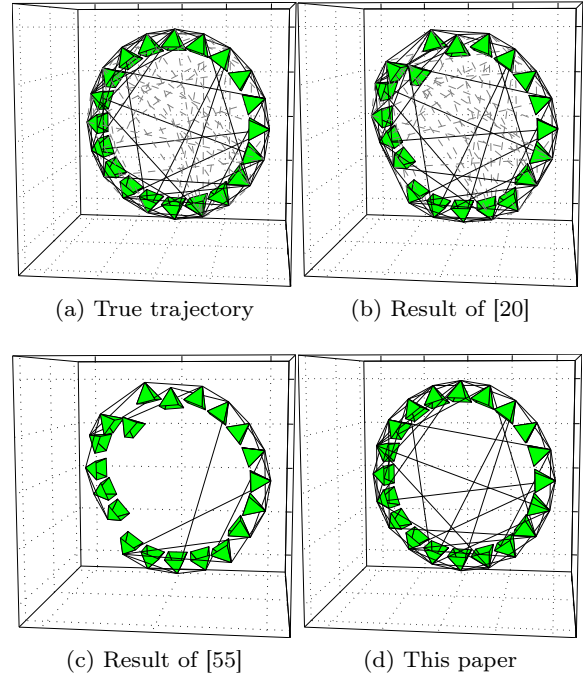 (a) True trajectory
(b) Result of [20]
(c) Result of [55]
(d) This paper